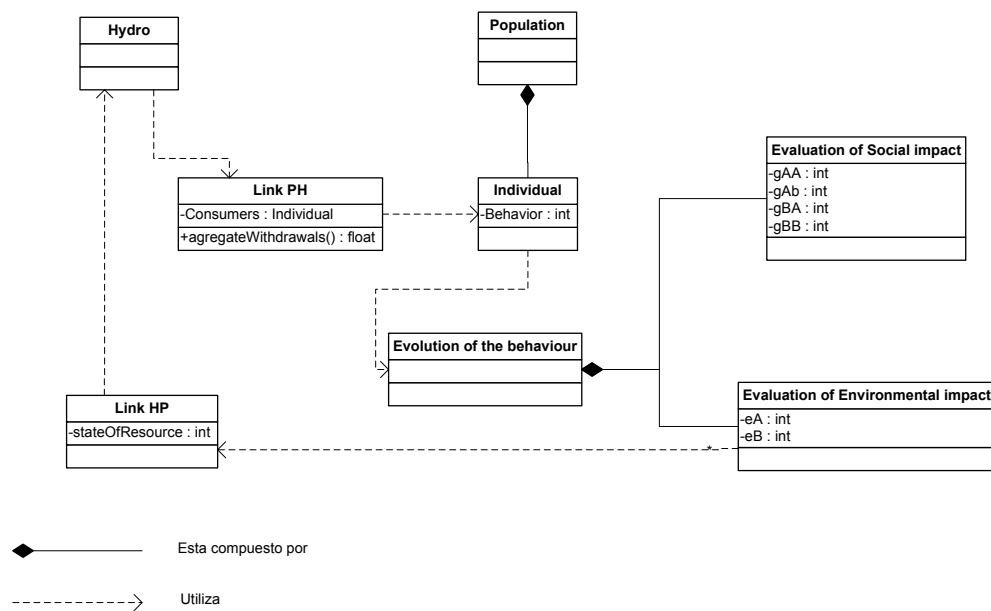 Hydro
Population
Evaluation of Social impact
-gAA : int
-gAb : int
-gBA : int
-gBB : int
Link PH
-Consumers : Individual
+agregateWithdrawals() : float
Individual
-Behavior : int
Evolution of the behaviour
Evaluation of Environmental impact
-eA : int
-eB : int
*
Link HP
-stateOfResource : int
Esta compuesto por
Utiliza